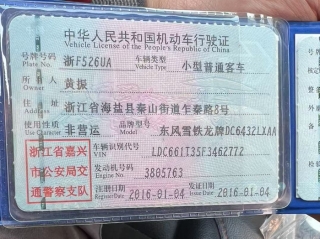 中华人民共和国机动车行驶证
Vehicle License of the People's Republic of China
号牌号码 浙F526UA 车辆类型 小型普通客车
Plate No. Vehicle Type
所有人 黄振
Owner
住址 浙江省海盐县秦山街道乍秦路8号
Address
使用性质 非营运 品牌型号 东风雪铁龙牌DC6432LXAA
Use Character Model
浙江省嘉兴市公安局交通警察支队
车辆识别代号 LDC661T35F3462772
VIN
发动机号码 3805763
Engine No.
注册日期 2016-01-04 发证日期 2016-01-04
Register Date Issue Date